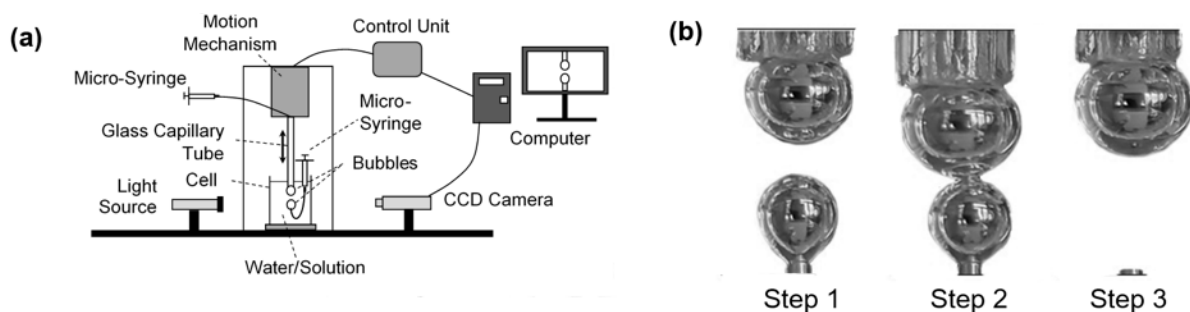 (a)
Motion
Mechanism
Control Unit
Micro-Syringe
Micro-
Syringe
Glass Capillary
Tube
Computer
Bubbles
Cell
Light
Source
CCD Camera
Water/Solution
(b)
Step 1
Step 2
Step 3